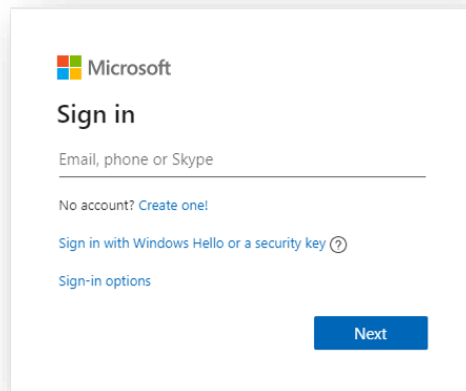 Microsoft
Sign in
Email, phone or Skype
No account? Create one!
Sign in with Windows Hello or a security key ?
Sign-in options
Next